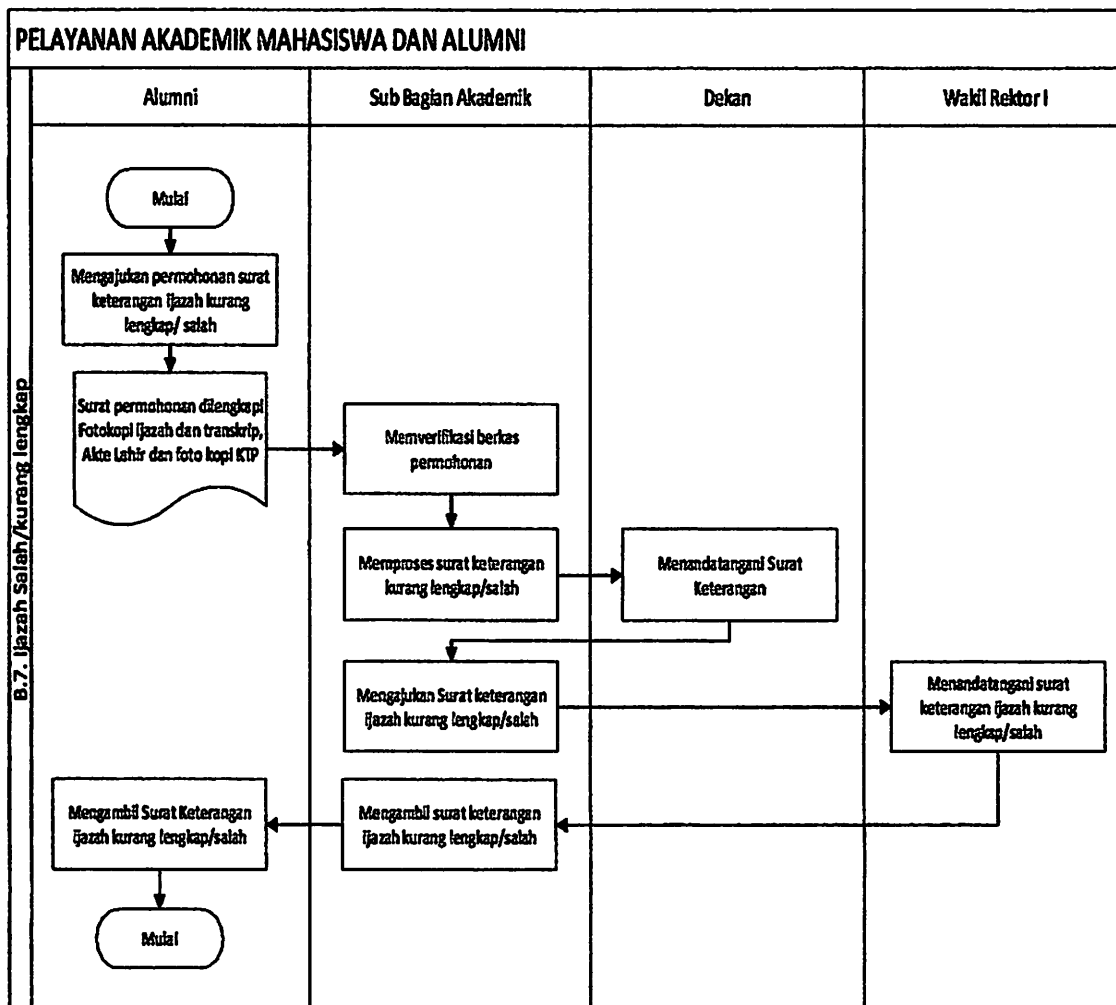 PELAYANAN AKADEMIK MAHASISWA DAN ALUMNI
B.7. Ijazah Salah/kurang lengkap
Alumni
Sub Bagian Akademik
Dekan
Wakil Rektor I
Mulai
Mengajukan permohonan surat
keterangan ijazah kurang
lengkap/ salah
Surat permohonan dilengkapi
Fotokopi ijazah dan transkrip,
Akte Lahir dan foto kopi KTP
Memverifikasi berkas
permohonan
Memproses surat keterangan
kurang lengkap/salah
Menandatangani Surat
Keterangan
Mengajukan Surat keterangan
ijazah kurang lengkap/salah
Menandatangani surat
keterangan ijazah kurang
lengkap/salah
Mengambil surat keterangan
ijazah kurang lengkap/salah
Mengambil Surat Keterangan
ijazah kurang lengkap/salah
Mulai